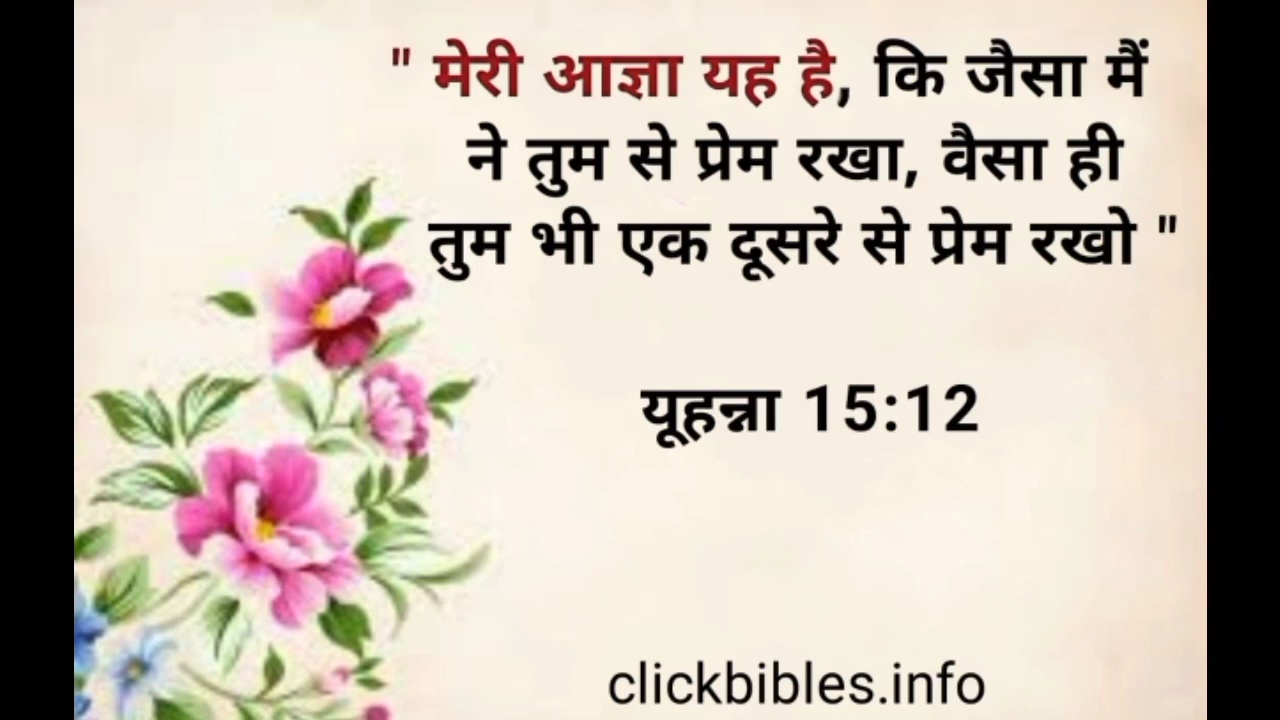 " मेरी आज्ञा यह है, कि जैसा मैं
ने तुम से प्रेम रखा, वैसा ही
तुम भी एक दूसरे से प्रेम रखो "
यूहन्ना 15:12
clickbibles.info